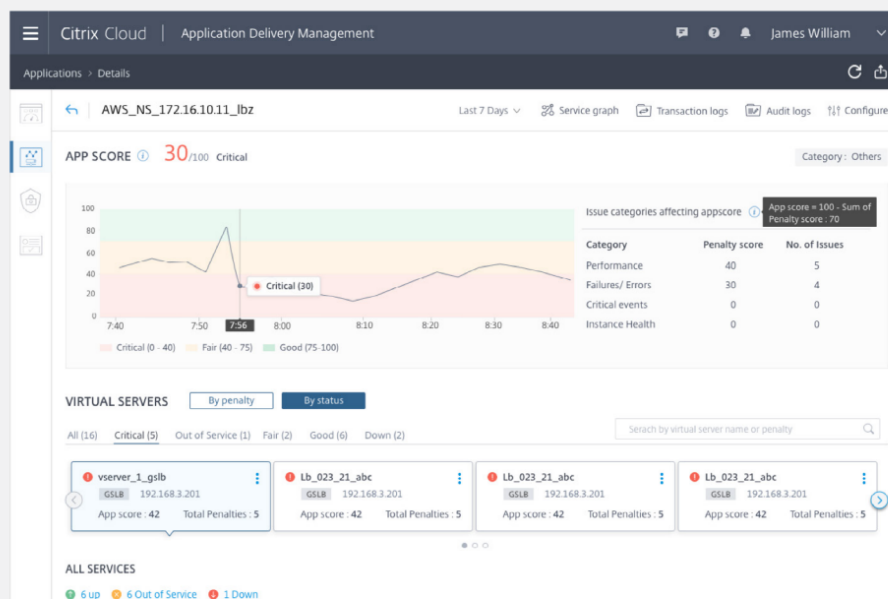 Citrix Cloud | Application Delivery Management James William
Applications > Details
AWS_NS_172.16.10.11_lbz Last 7 Days Service graph Transaction logs Audit logs Configure
APP SCORE 30/100 Critical Category: Others
100
80
60
40
20
0
Critical (30)
7:40 7:50 7:56 8:00 8:10 8:20 8:30 8:40
Critical (0 - 40) Fair (40 - 75) Good (75-100)
Issue categories affecting appscore
App score = 100 - Sum of
Penalty score : 70
Category Penalty score No. of Issues
Performance 40 5
Failures/ Errors 30 4
Critical events 0 0
Instance Health 0 0
VIRTUAL SERVERS By penalty By status
All (16) Critical (5) Out of Service (1) Fair (2) Good (6) Down (2) Serach by virtual server name or penalty
vserver_1_gslb
GSLB 192.168.3.201
App score : 42 Total Penalties : 5
Lb_023_21_abc
GSLB 192.168.3.201
App score : 42 Total Penalties : 5
Lb_023_21_abc
GSLB 192.168.3.201
App score : 42 Total Penalties : 5
Lb_023_21_abc
GSLB 192.168.3.201
App score : 42 Total Penalties : 5
ALL SERVICES
6 up 6 Out of Service 1 Down